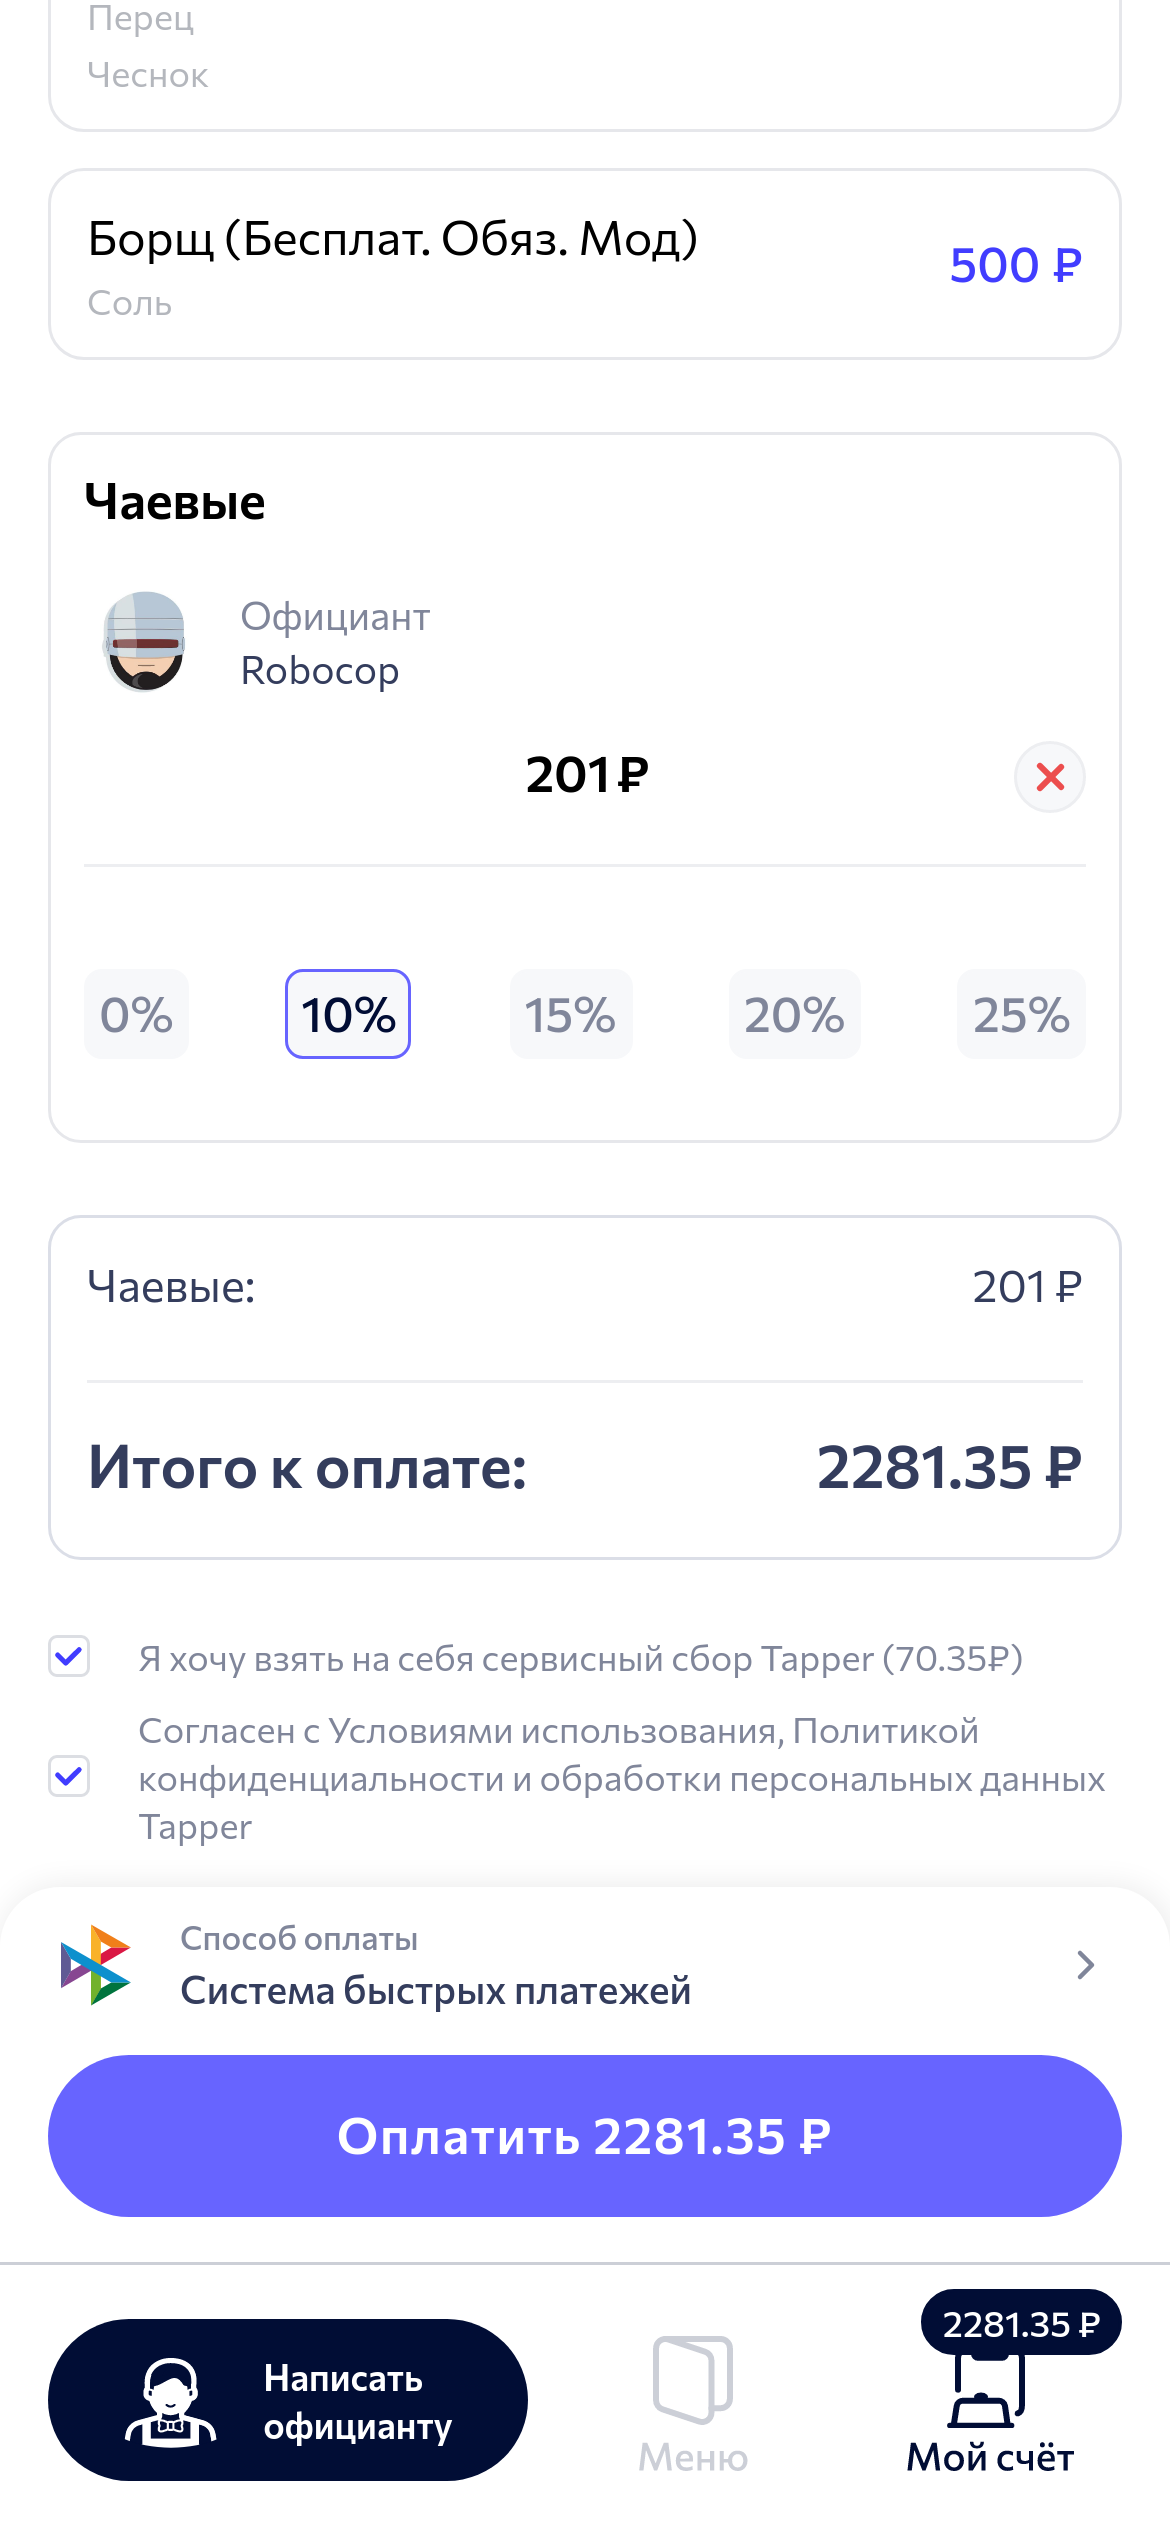 Перец
Чеснок
Борщ (Бесплат. Обяз. Мод)
500 ₽
Соль
Чаевые
Официант
Robocop
201 ₽
0% 10% 15% 20% 25%
Чаевые: 201 ₽
Итого к оплате: 2281.35 ₽
Я хочу взять на себя сервисный сбор Tapper (70.35₽)
Согласен с Условиями использования, Политикой
конфиденциальности и обработки персональных данных
Tapper
Способ оплаты
Система быстрых платежей
Оплатить 2281.35 ₽
Написать
официанту
Меню
2281.35 ₽
Мой счёт